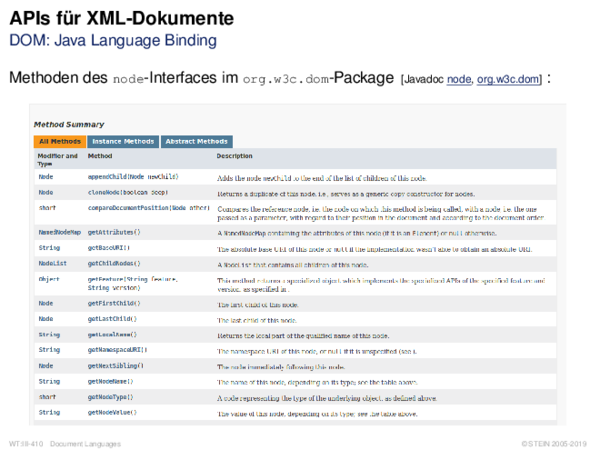 APIs für XML-Dokumente
DOM: Java Language Binding
Methoden des node-Interfaces im org.w3c.dom-Package [Javadoc node, org.w3c.dom] :
Method Summary
All Methods Instance Methods Abstract Methods
Modifier and Type Method Description
Node appendChild(Node newChild) Adds the node newChild to the end of the list of children of this node.
Node cloneNode(boolean deep) Returns a duplicate of this node, i.e., serves as a generic copy constructor for nodes.
short compareDocumentPosition(Node other) Compares the reference node, i.e. the node on which this method is being called, with a node, i.e. the one
passed as a parameter, with regard to their position in the document and according to the document order.
NamedNodeMap getAttributes() A NamedNodeMap containing the attributes of this node (if it is an Element) or null otherwise.
String getBaseURI() The absolute base URI of this node or null if the implementation wasn't able to obtain an absolute URI.
NodeList getChildNodes() A NodeList that contains all children of this node.
Object getFeature(String feature, This method returns a specialized object which implements the specialized APIs of the specified feature and
String version) version, as specified in .
Node getFirstChild() The first child of this node.
Node getLastChild() The last child of this node.
String getLocalName() Returns the local part of the qualified name of this node.
String getNamespaceURI() The namespace URI of this node, or null if it is unspecified (see ).
Node getNextSibling() The node immediately following this node.
String getNodeName() The name of this node, depending on its type; see the table above.
short getNodeType() A code representing the type of the underlying object, as defined above.
String getNodeValue() The value of this node, depending on its type; see the table above.
WT:III-410 Document Languages © STEIN 2005-2019